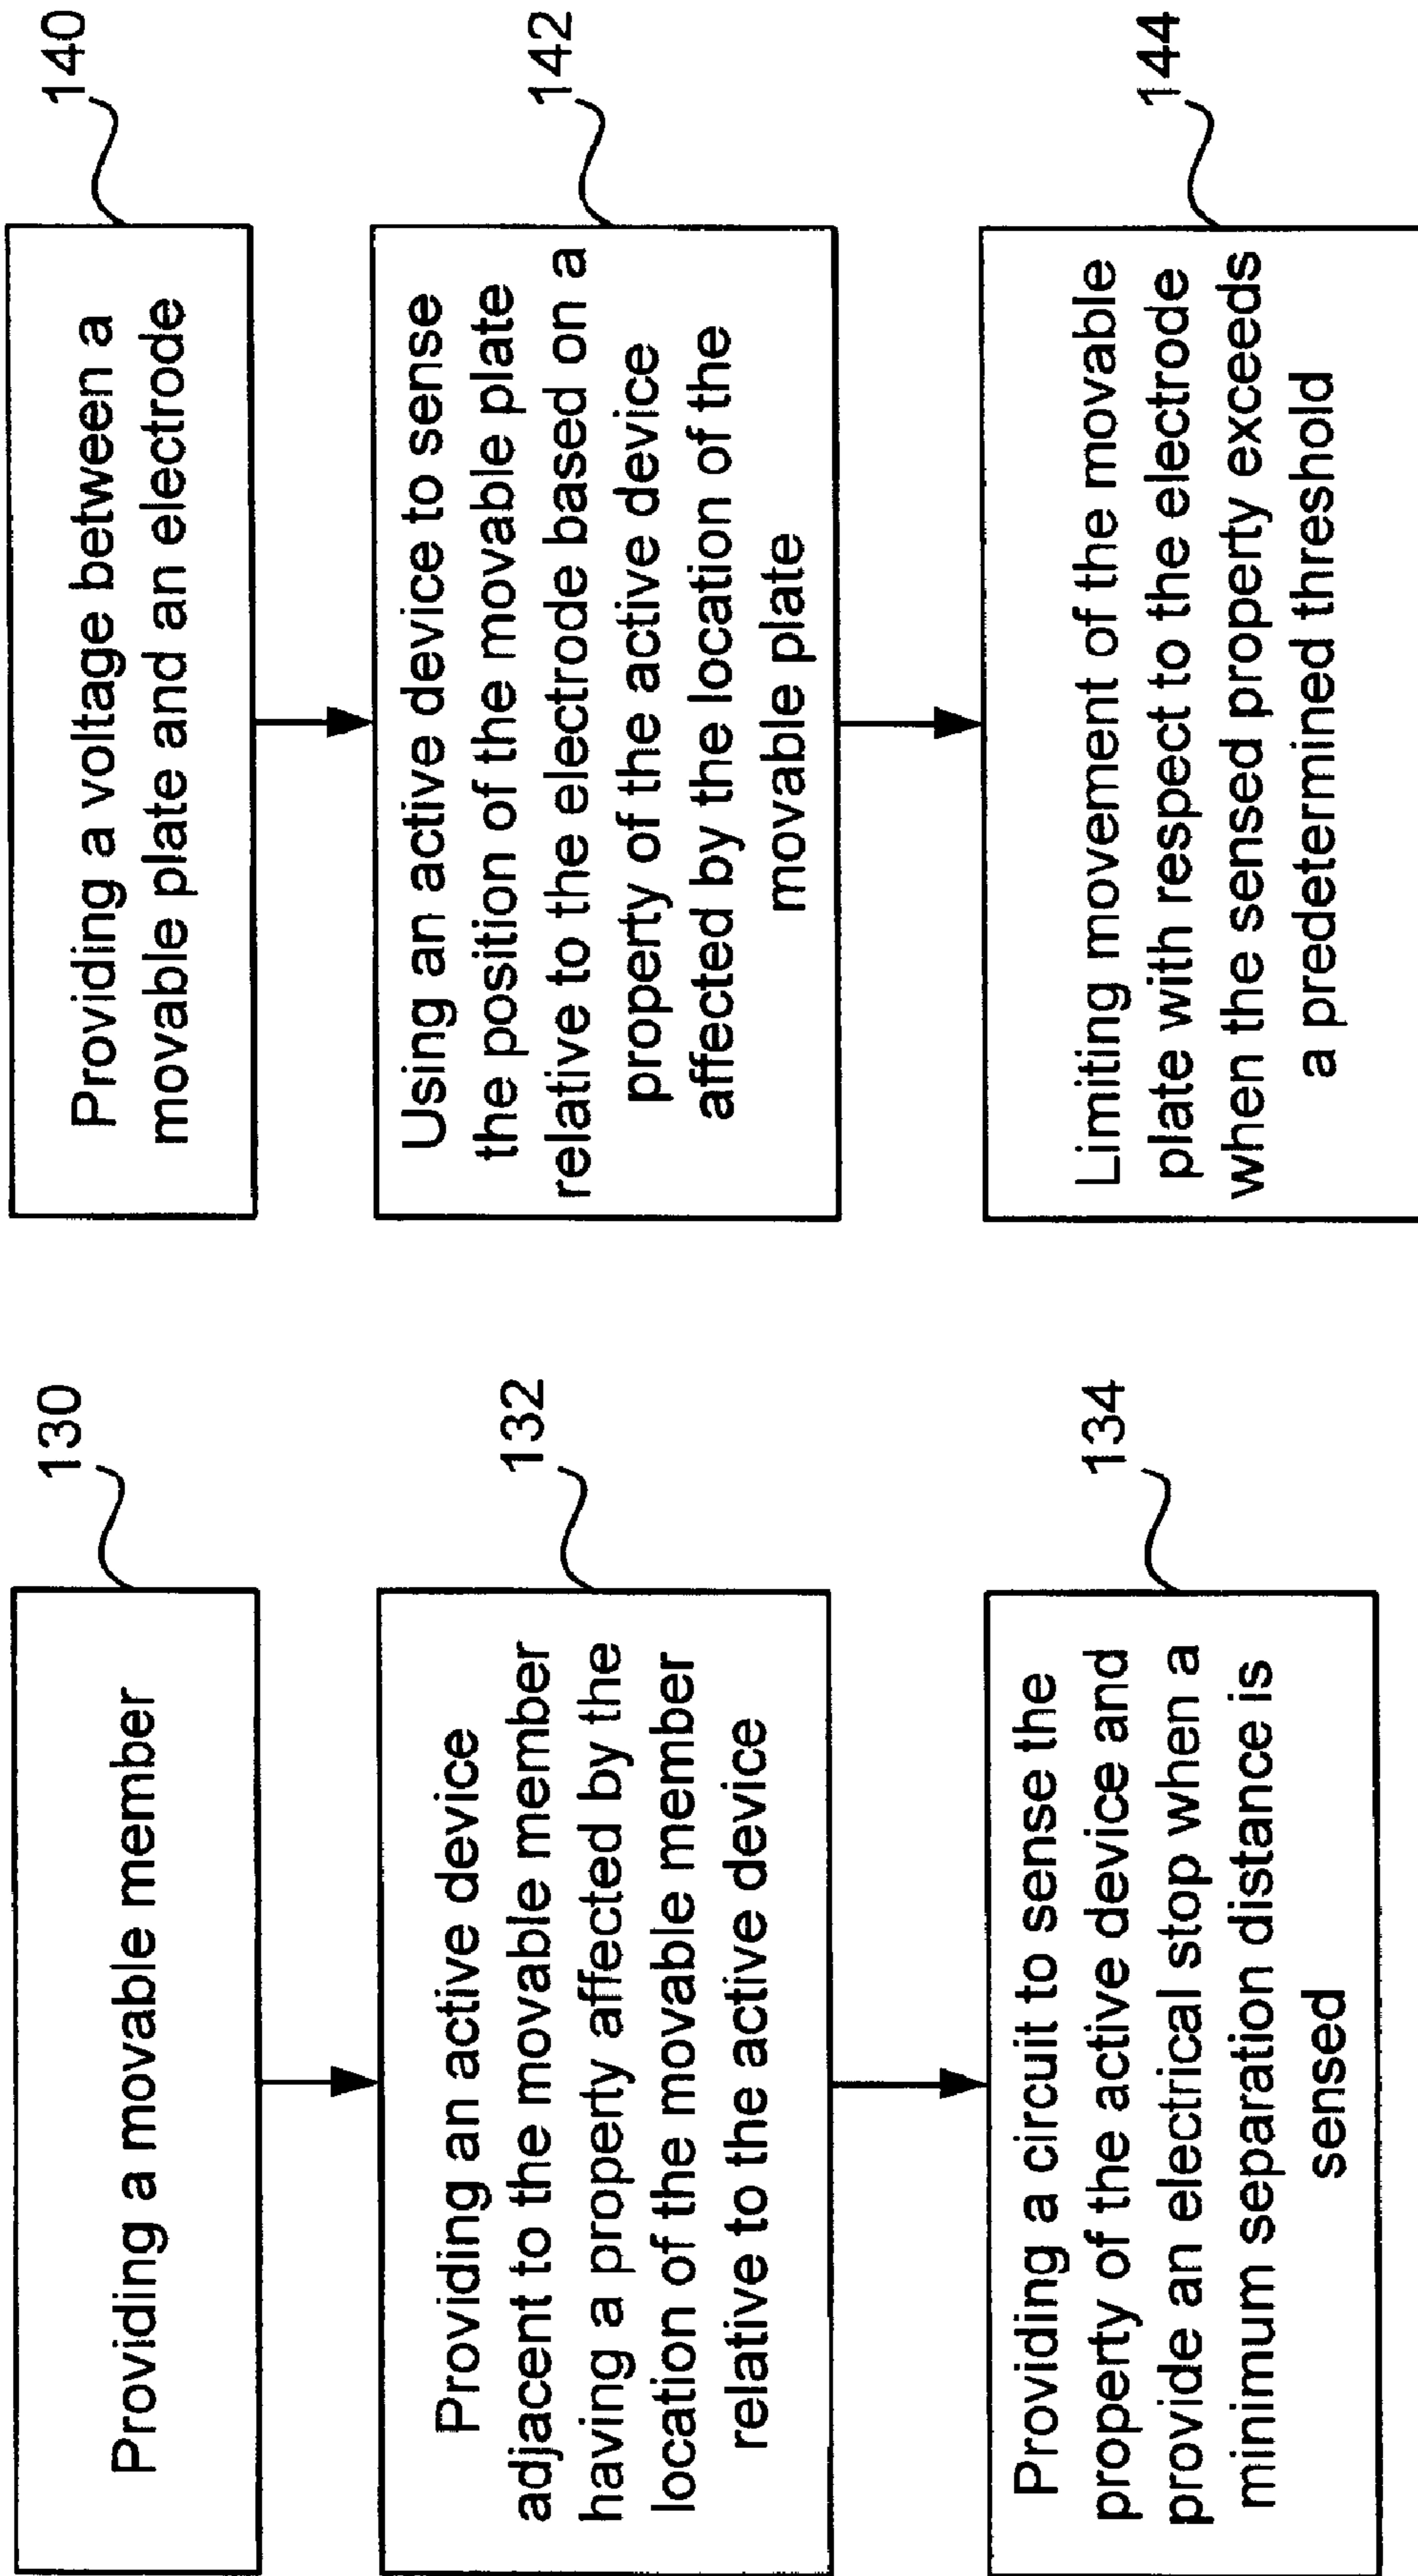 130
Providing a movable member
132
Providing an active device
adjacent to the movable member
having a property affected by the
location of the movable member
relative to the active device
134
Providing a circuit to sense the
property of the active device and
provide an electrical stop when a
minimum separation distance is
sensed
140
Providing a voltage between a
movable plate and an electrode
142
Using an active device to sense
the position of the movable plate
relative to the electrode based on a
property of the active device
affected by the location of the
movable plate
144
Limiting movement of the movable
plate with respect to the electrode
when the sensed property exceeds
a predetermined threshold